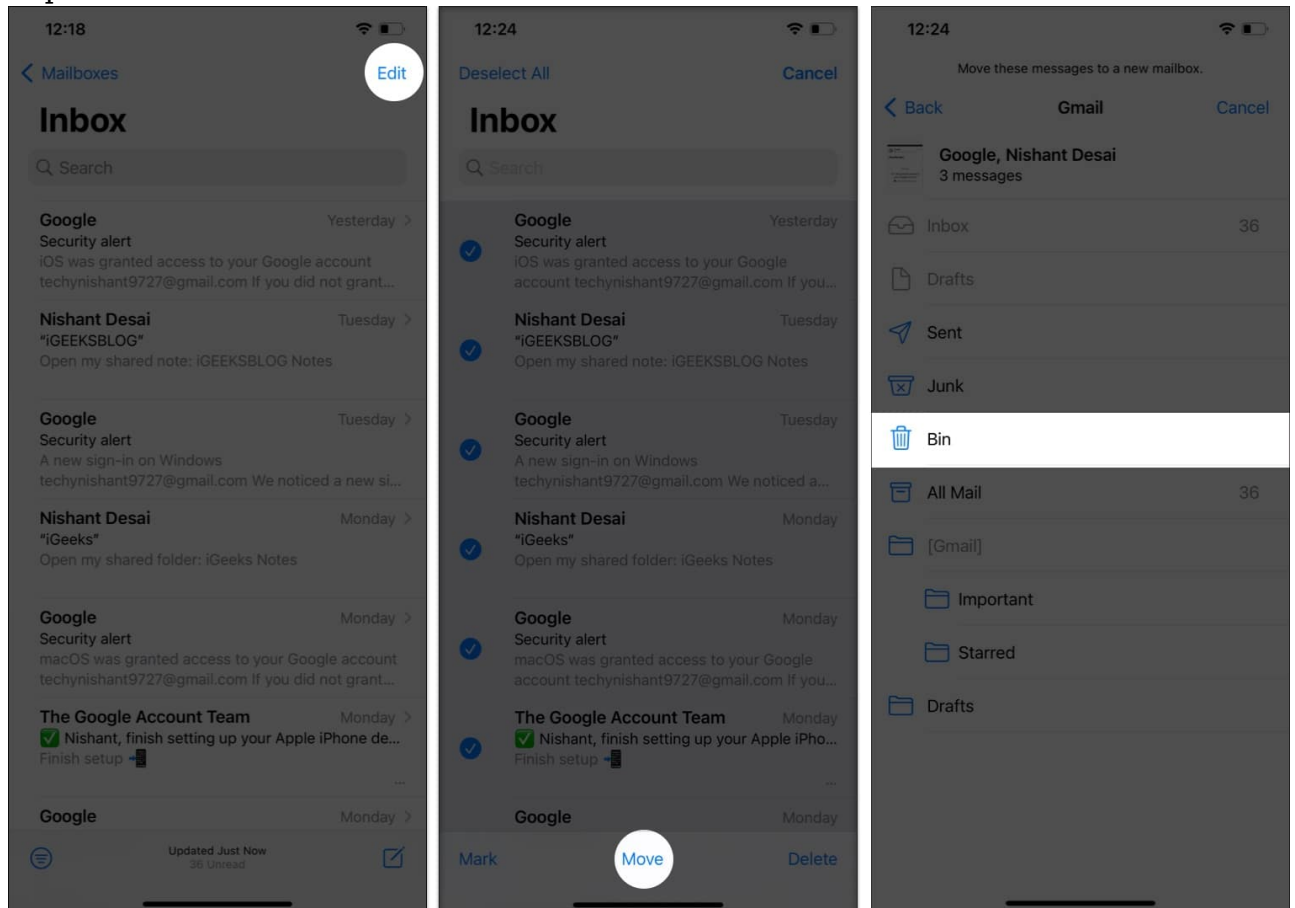 12:18
Mailboxes
Edit
Inbox
Search
Google Yesterday
Security alert
iOS was granted access to your Google account
techynishant9727@gmail.com If you did not grant...
Nishant Desai Tuesday
"iGEEKSBLOG"
Open my shared note: iGEEKSBLOG Notes
Google Tuesday
Security alert
A new sign-in on Windows
techynishant9727@gmail.com We noticed a new si...
Nishant Desai Monday
"iGeeks"
Open my shared folder: iGeeks Notes
Google Monday
Security alert
macOS was granted access to your Google account
techynishant9727@gmail.com If you did not grant...
The Google Account Team Monday
✅ Nishant, finish setting up your Apple iPhone de...
Finish setup 📲
...
Google Monday
Updated Just Now
36 Unread
12:24
Deselect All
Cancel
Inbox
Search
Google Yesterday
Security alert
iOS was granted access to your Google
account techynishant9727@gmail.com If you...
Nishant Desai Tuesday
"iGEEKSBLOG"
Open my shared note: iGEEKSBLOG Notes
Google Tuesday
Security alert
A new sign-in on Windows
techynishant9727@gmail.com We noticed a...
Nishant Desai Monday
"iGeeks"
Open my shared folder: iGeeks Notes
Google Monday
Security alert
macOS was granted access to your Google
account techynishant9727@gmail.com If you...
The Google Account Team Monday
✅ Nishant, finish setting up your Apple iPho...
Finish setup 📲
...
Google Monday
Mark
Move
Delete
12:24
Move these messages to a new mailbox.
Back
Gmail
Cancel
Google, Nishant Desai
3 messages
Inbox 36
Drafts
Sent
Junk
Bin
All Mail 36
[Gmail]
Important
Starred
Drafts